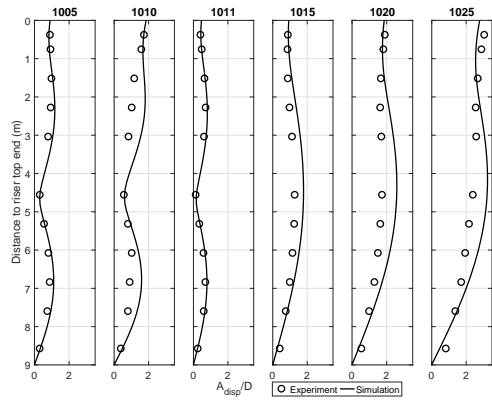 1005 1010 1011 1015 1020 1025
Distance to riser top end (m)
0
1
2
3
4
5
6
7
8
9
0 2 0 2 0 2 0 2 0 2 0 2
A_disp/D
Experiment Simulation